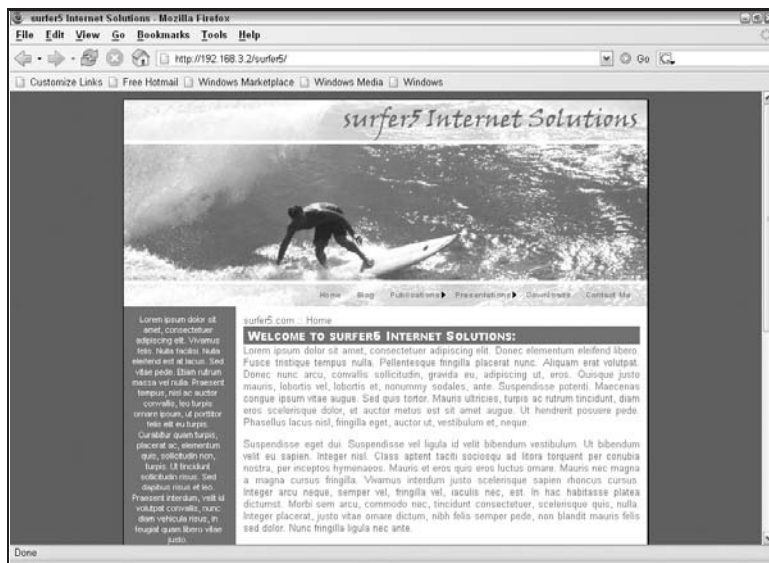 surfer5 Internet Solutions - Mozilla Firefox
File Edit View Go Bookmarks Tools Help
http://192.168.3.2/surfer5/
Go
Customize Links Free Hotmail Windows Marketplace Windows Media Windows
surfer5 Internet Solutions
Home Blog Publications Presentations Downloads Contact Me
Lorem ipsum dolor sit
amet, consectetuer
adipiscing elit. Vivamus
felis. Nulla facilisi. Nulla
eleifend est at lacus. Sed
vitae pede. Etiam rutrum
massa vel nulla. Praesent
tempus, nisl ac auctor
convallis, leo turpis
ornare ipsum, ut porttitor
felis elit eu turpis.
Curabitur quam turpis,
placerat ac, elementum
quis, sollicitudin non,
turpis. Ut tincidunt
sollicitudin risus. Sed
dapibus risus et leo.
Praesent interdum, velit id
volutpat convallis, nunc
diam vehicula risus, in
feugiat quam libero vitae
justo.
surfer5.com :: Home
Welcome to surfer5 Internet Solutions:
Lorem ipsum dolor sit amet, consectetuer adipiscing elit. Donec elementum eleifend libero.
Fusce tristique tempus nulla. Pellentesque fringilla placerat nunc. Aliquam erat volutpat.
Donec nunc arcu, convallis sollicitudin, gravida eu, adipiscing ut, eros. Quisque justo
mauris, lobortis vel, lobortis et, nonummy sodales, ante. Suspendisse potenti. Maecenas
congue ipsum vitae augue. Sed quis tortor. Mauris ultricies, turpis ac rutrum tincidunt, diam
eros scelerisque dolor, et auctor metus est sit amet augue. Ut hendrerit posuere pede.
Phasellus lacus nisl, fringilla eget, auctor ut, vestibulum et, neque.
Suspendisse eget dui. Suspendisse vel ligula id velit bibendum vestibulum. Ut bibendum
velit eu sapien. Integer nisl. Class aptent taciti sociosqu ad litora torquent per conubia
nostra, per inceptos hymenaeos. Mauris et eros quis eros luctus ornare. Mauris nec magna
a magna cursus fringilla. Vivamus interdum justo scelerisque sapien rhoncus cursus.
Integer arcu neque, semper vel, fringilla vel, iaculis nec, est. In hac habitasse platea
dictumst. Morbi sem arcu, commodo nec, tincidunt consectetuer, scelerisque quis, nulla.
Integer placerat, justo vitae ornare dictum, nibh felis semper pede, non blandit mauris felis
sed dolor. Nunc fringilla ligula nec ante.
Done